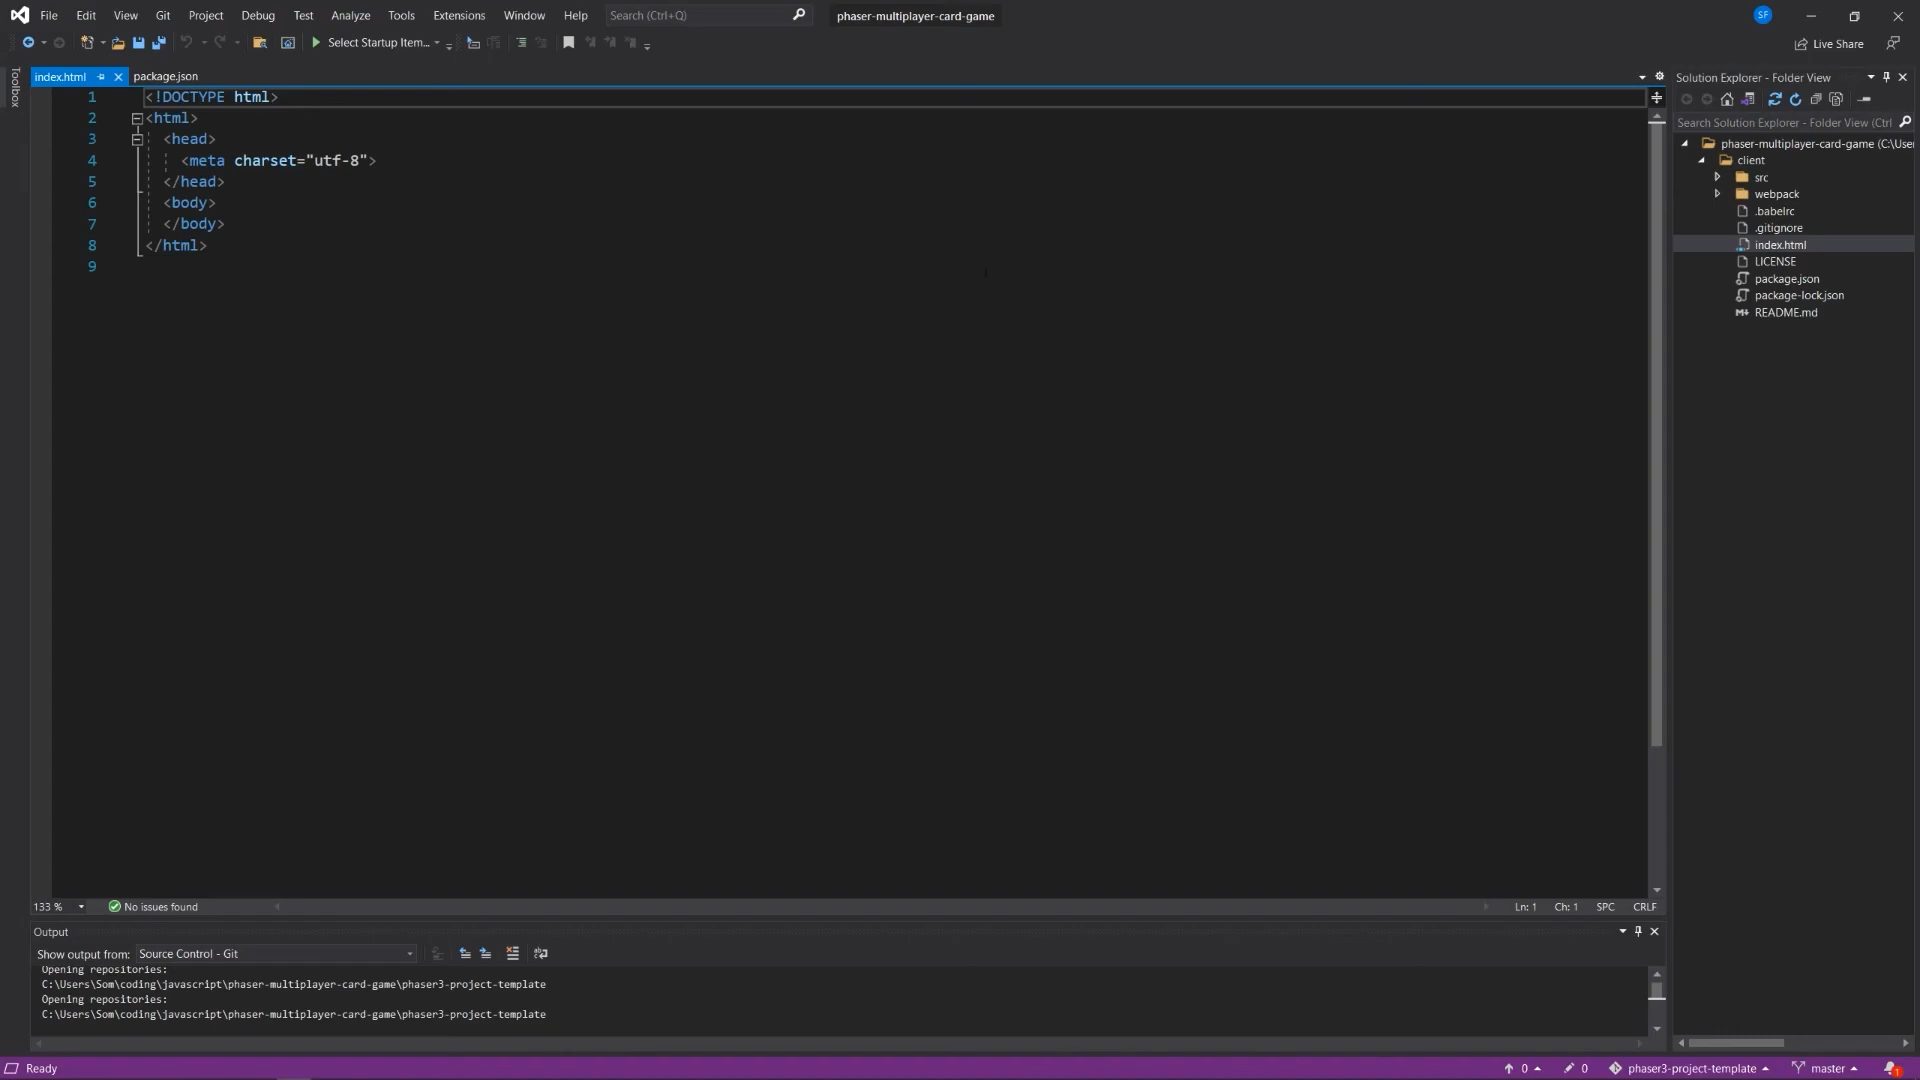 File Edit View Git Project Debug Test Analyze Tools Extensions Window Help Search (Ctrl+Q) phaser-multiplayer-card-game SF
Select Startup Item... Live Share
Toolbox
index.html package.json
1 <!DOCTYPE html>
2 <html>
3 <head>
4 <meta charset="utf-8">
5 </head>
6 <body>
7 </body>
8 </html>
9
133 % No issues found Ln: 1 Ch: 1 SPC CRLF
Output
Show output from: Source Control - Git
Opening repositories:
C:\Users\Som\coding\javascript\phaser-multiplayer-card-game\phaser3-project-template
Opening repositories:
C:\Users\Som\coding\javascript\phaser-multiplayer-card-game\phaser3-project-template
Solution Explorer - Folder View
Search Solution Explorer - Folder View (Ctrl
phaser-multiplayer-card-game (C:\Use
client
src
webpack
.babelrc
.gitignore
index.html
LICENSE
package.json
package-lock.json
README.md
Ready 0 0 phaser3-project-template master 1